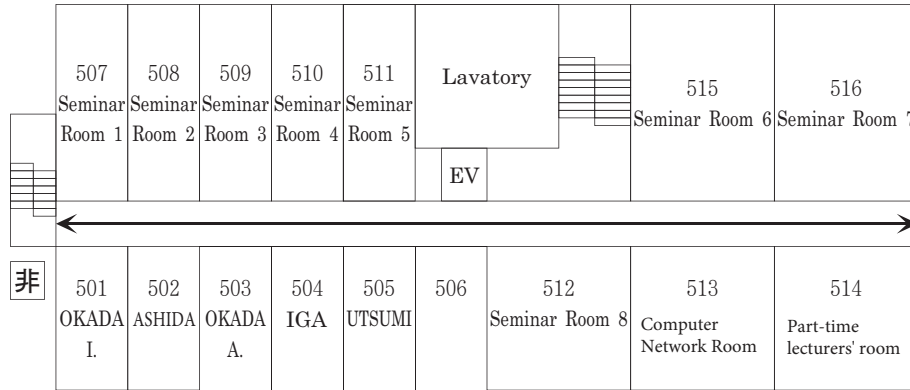 507
Seminar
Room 1
508
Seminar
Room 2
509
Seminar
Room 3
510
Seminar
Room 4
511
Seminar
Room 5
Lavatory
EV
515
Seminar Room 6
516
Seminar Room 7
非
501
OKADA
I.
502
ASHIDA
503
OKADA
A.
504
IGA
505
UTSUMI
506
512
Seminar Room 8
513
Computer
Network Room
514
Part-time
lecturers' room